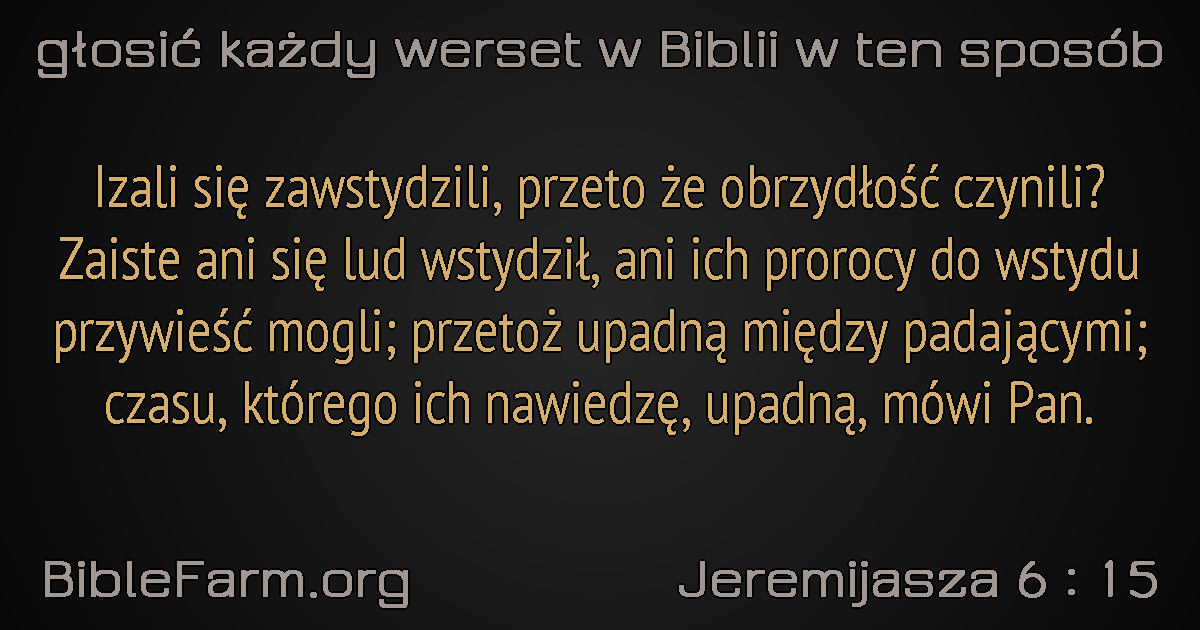 głosić każdy werset w Biblii w ten sposób
Izali się zawstydzili, przeto że obrzydłość czynili?
Zaiste ani się lud wstydził, ani ich prorocy do wstydu
przywieść mogli; przetoż upadną między padającymi;
czasu, którego ich nawiedzę, upadną, mówi Pan.
BibleFarm.org
Jeremijasza 6 : 15